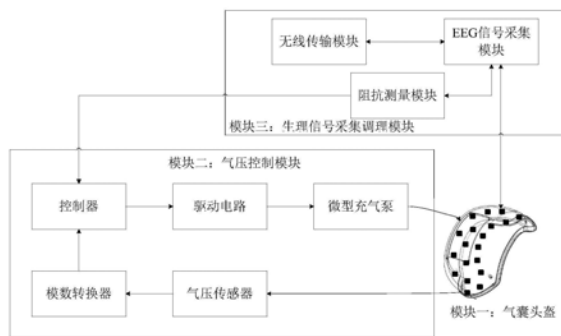 无线传输模块
EEG信号采集
模块
阻抗测量模块
模块三：生理信号采集调理模块
模块二：气压控制模块
控制器
驱动电路
微型充气泵
模数转换器
气压传感器
模块一：气囊头盔